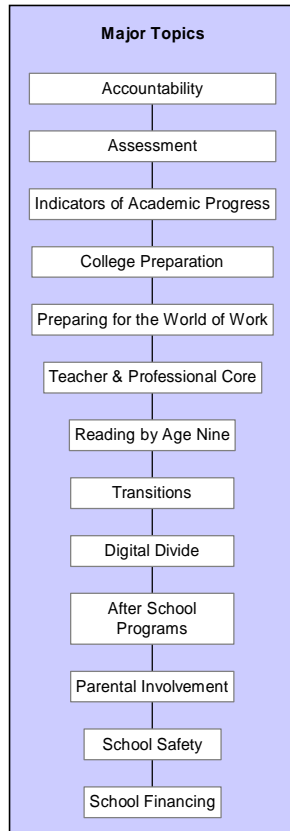 Major Topics
Accountability
Assessment
Indicators of Academic Progress
College Preparation
Preparing for the World of Work
Teacher & Professional Core
Reading by Age Nine
Transitions
Digital Divide
After School
Programs
Parental Involvement
School Safety
School Financing